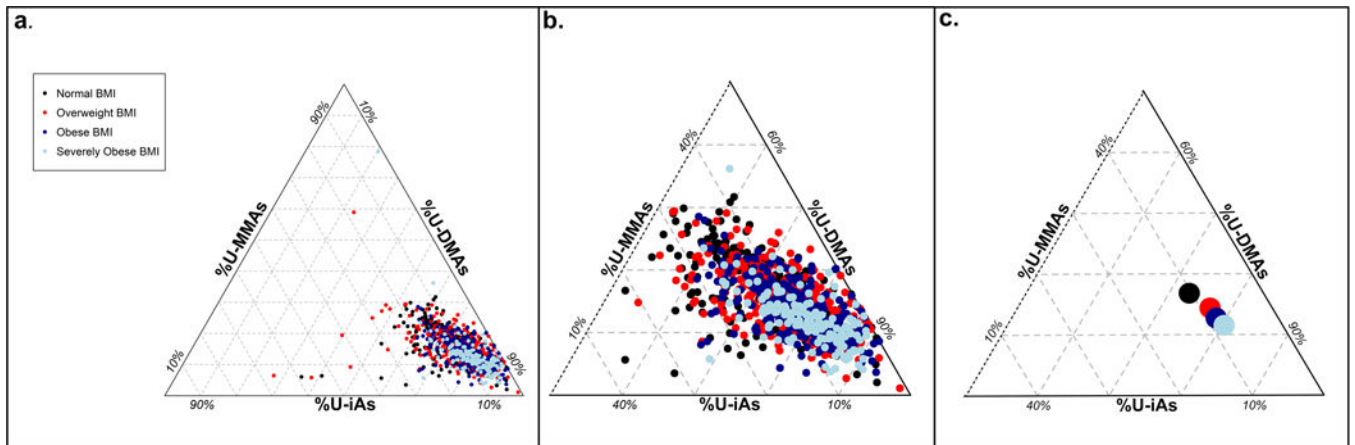 a.
Normal BMI
Overweight BMI
Obese BMI
Severely Obese BMI
90%
10%
%U-MMAs
%U-DMAs
10%
90%
90%
%U-iAs
10%
b.
40%
60%
%U-MMAs
%U-DMAs
10%
90%
40%
%U-iAs
10%
c.
40%
60%
%U-MMAs
%U-DMAs
10%
90%
40%
%U-iAs
10%